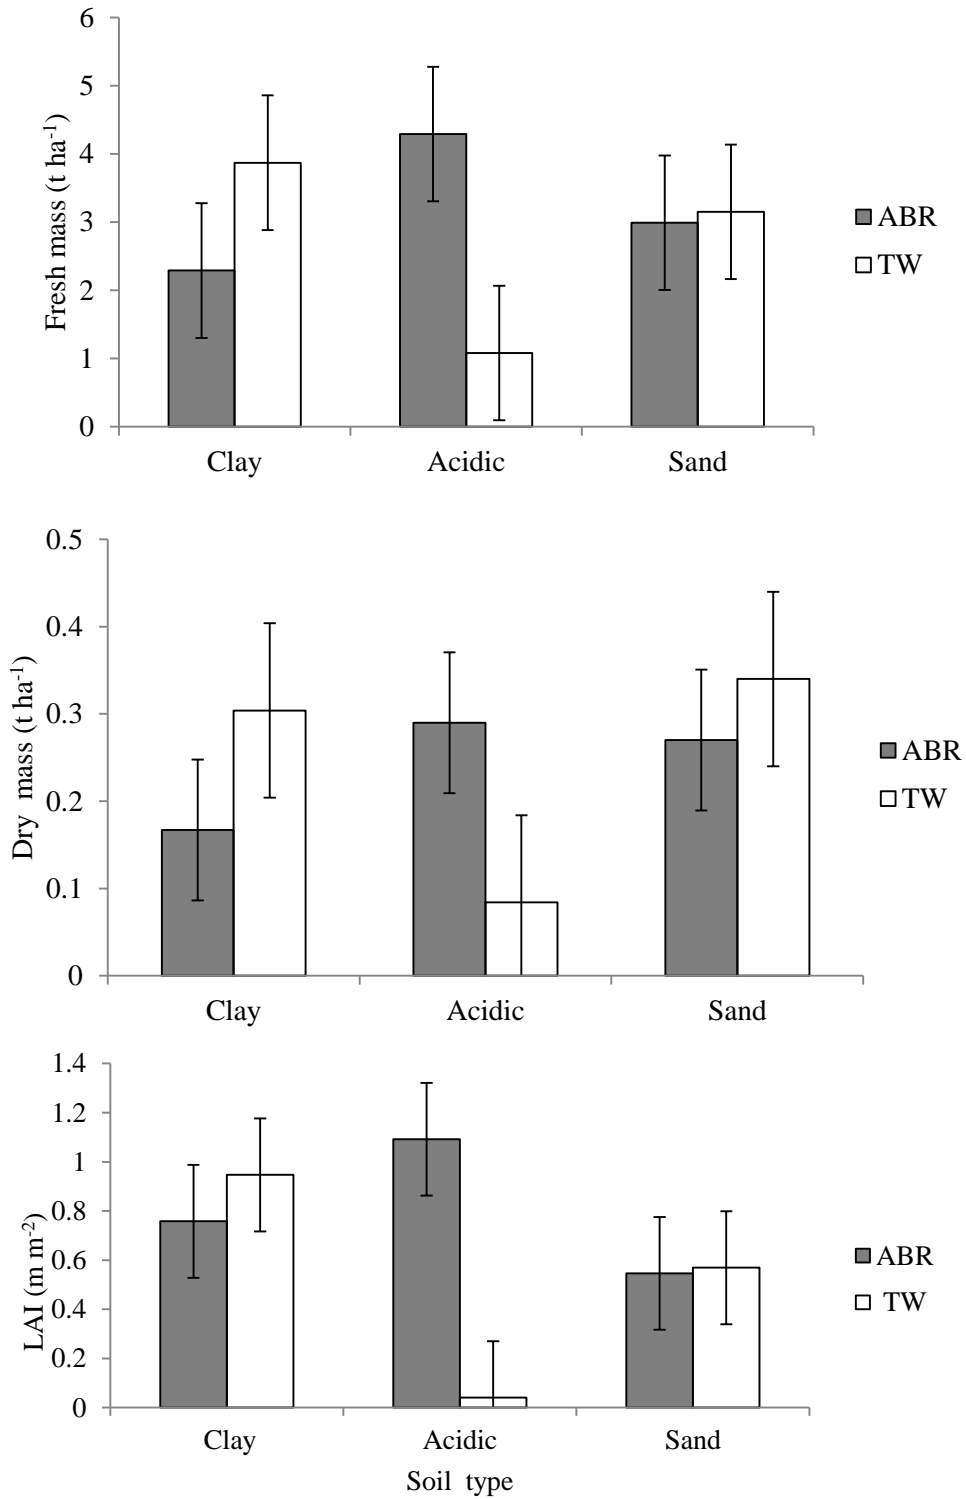 6
5
4
3
2
1
0
Fresh mass (t ha-1)
Clay Acidic Sand
ABR
TW
0.5
0.4
0.3
0.2
0.1
0
Dry mass (t ha-1)
Clay Acidic Sand
ABR
TW
1.4
1.2
1
0.8
0.6
0.4
0.2
0
LAI (m m-2)
Clay Acidic Sand
Soil type
ABR
TW